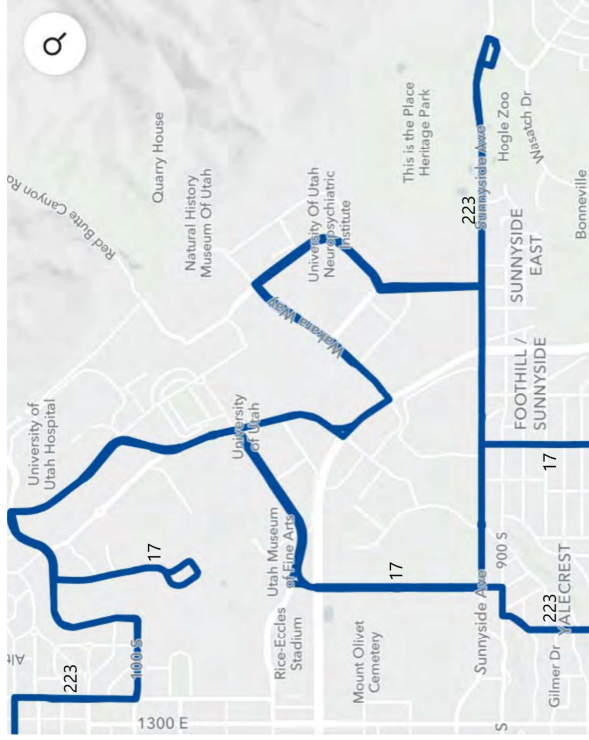 Red Butte Canyon Ro
Quarry House
Natural History
Museum Of Utah
University of
Utah Hospital
This is the Place
Heritage Park
University Of Utah
Neuropsychiatric
Institute
Wakara Way
University
of Utah
17
Utah Museum
of Fine Arts
Rice-Eccles
Stadium
Alt
223
100 S
1300 E
Mount Olivet
Cemetery
17
223
Sunnyside Ave
Hogle Zoo
Wasatch Dr
Bonneville
SUNNYSIDE
EAST
FOOTHILL /
SUNNYSIDE
17
900 S
Sunnyside Ave
223
YALECREST
Gilmer Dr
S